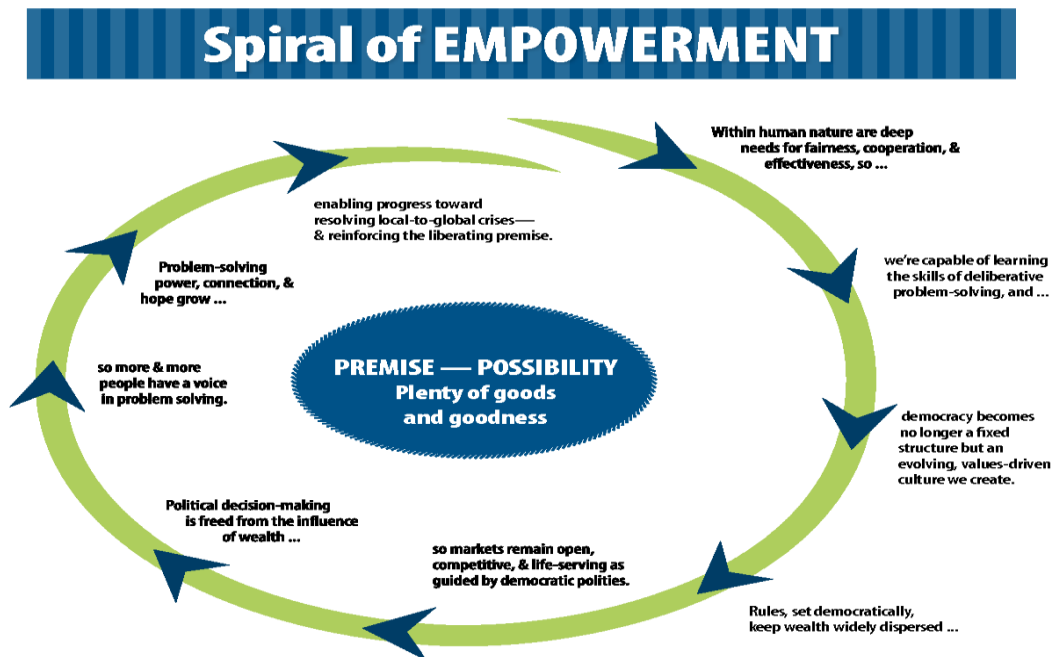 Spiral of EMPOWERMENT
Within human nature are deep
needs for fairness, cooperation, &
effectiveness, so ...
we're capable of learning
the skills of deliberative
problem-solving, and ...
democracy becomes
no longer a fixed
structure but an
evolving, values-driven
culture we create.
Rules, set democratically,
keep wealth widely dispersed ...
so markets remain open,
competitive, & life-serving as
guided by democratic polities.
Political decision-making
is freed from the influence
of wealth ...
so more & more
people have a voice
in problem solving.
Problem-solving
power, connection, &
hope grow ...
enabling progress toward
resolving local-to-global crises—
& reinforcing the liberating premise.
PREMISE — POSSIBILITY
Plenty of goods
and goodness